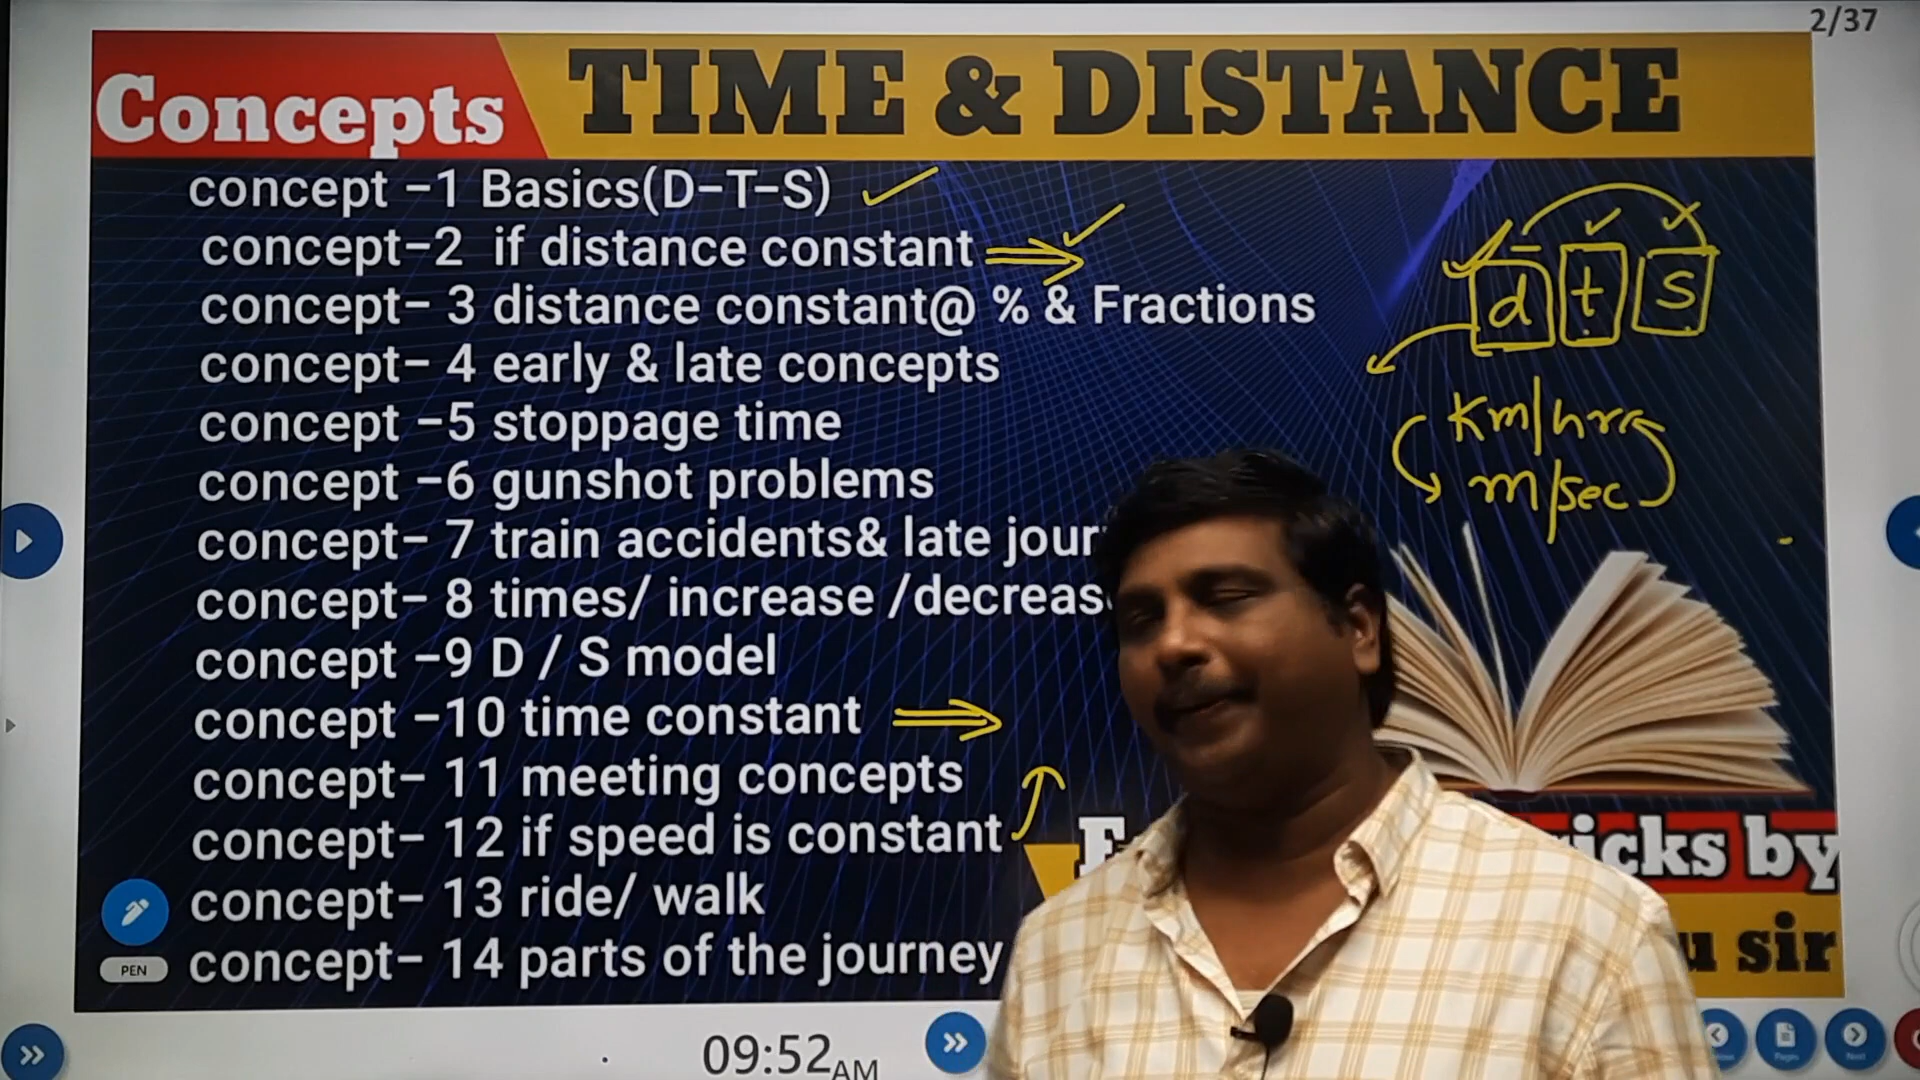 2/37
Concepts TIME & DISTANCE
concept -1 Basics(D-T-S)
concept-2 if distance constant
concept- 3 distance constant@ % & Fractions
concept- 4 early & late concepts
concept -5 stoppage time
concept -6 gunshot problems
concept- 7 train accidents& late jour
concept- 8 times/ increase /decreas
concept -9 D / S model
concept -10 time constant
concept- 11 meeting concepts
concept- 12 if speed is constant
concept- 13 ride/ walk
concept- 14 parts of the journey
d t s
Km/hr
m/sec
icks by
u sir
PEN
09:52 AM
Pages
Next